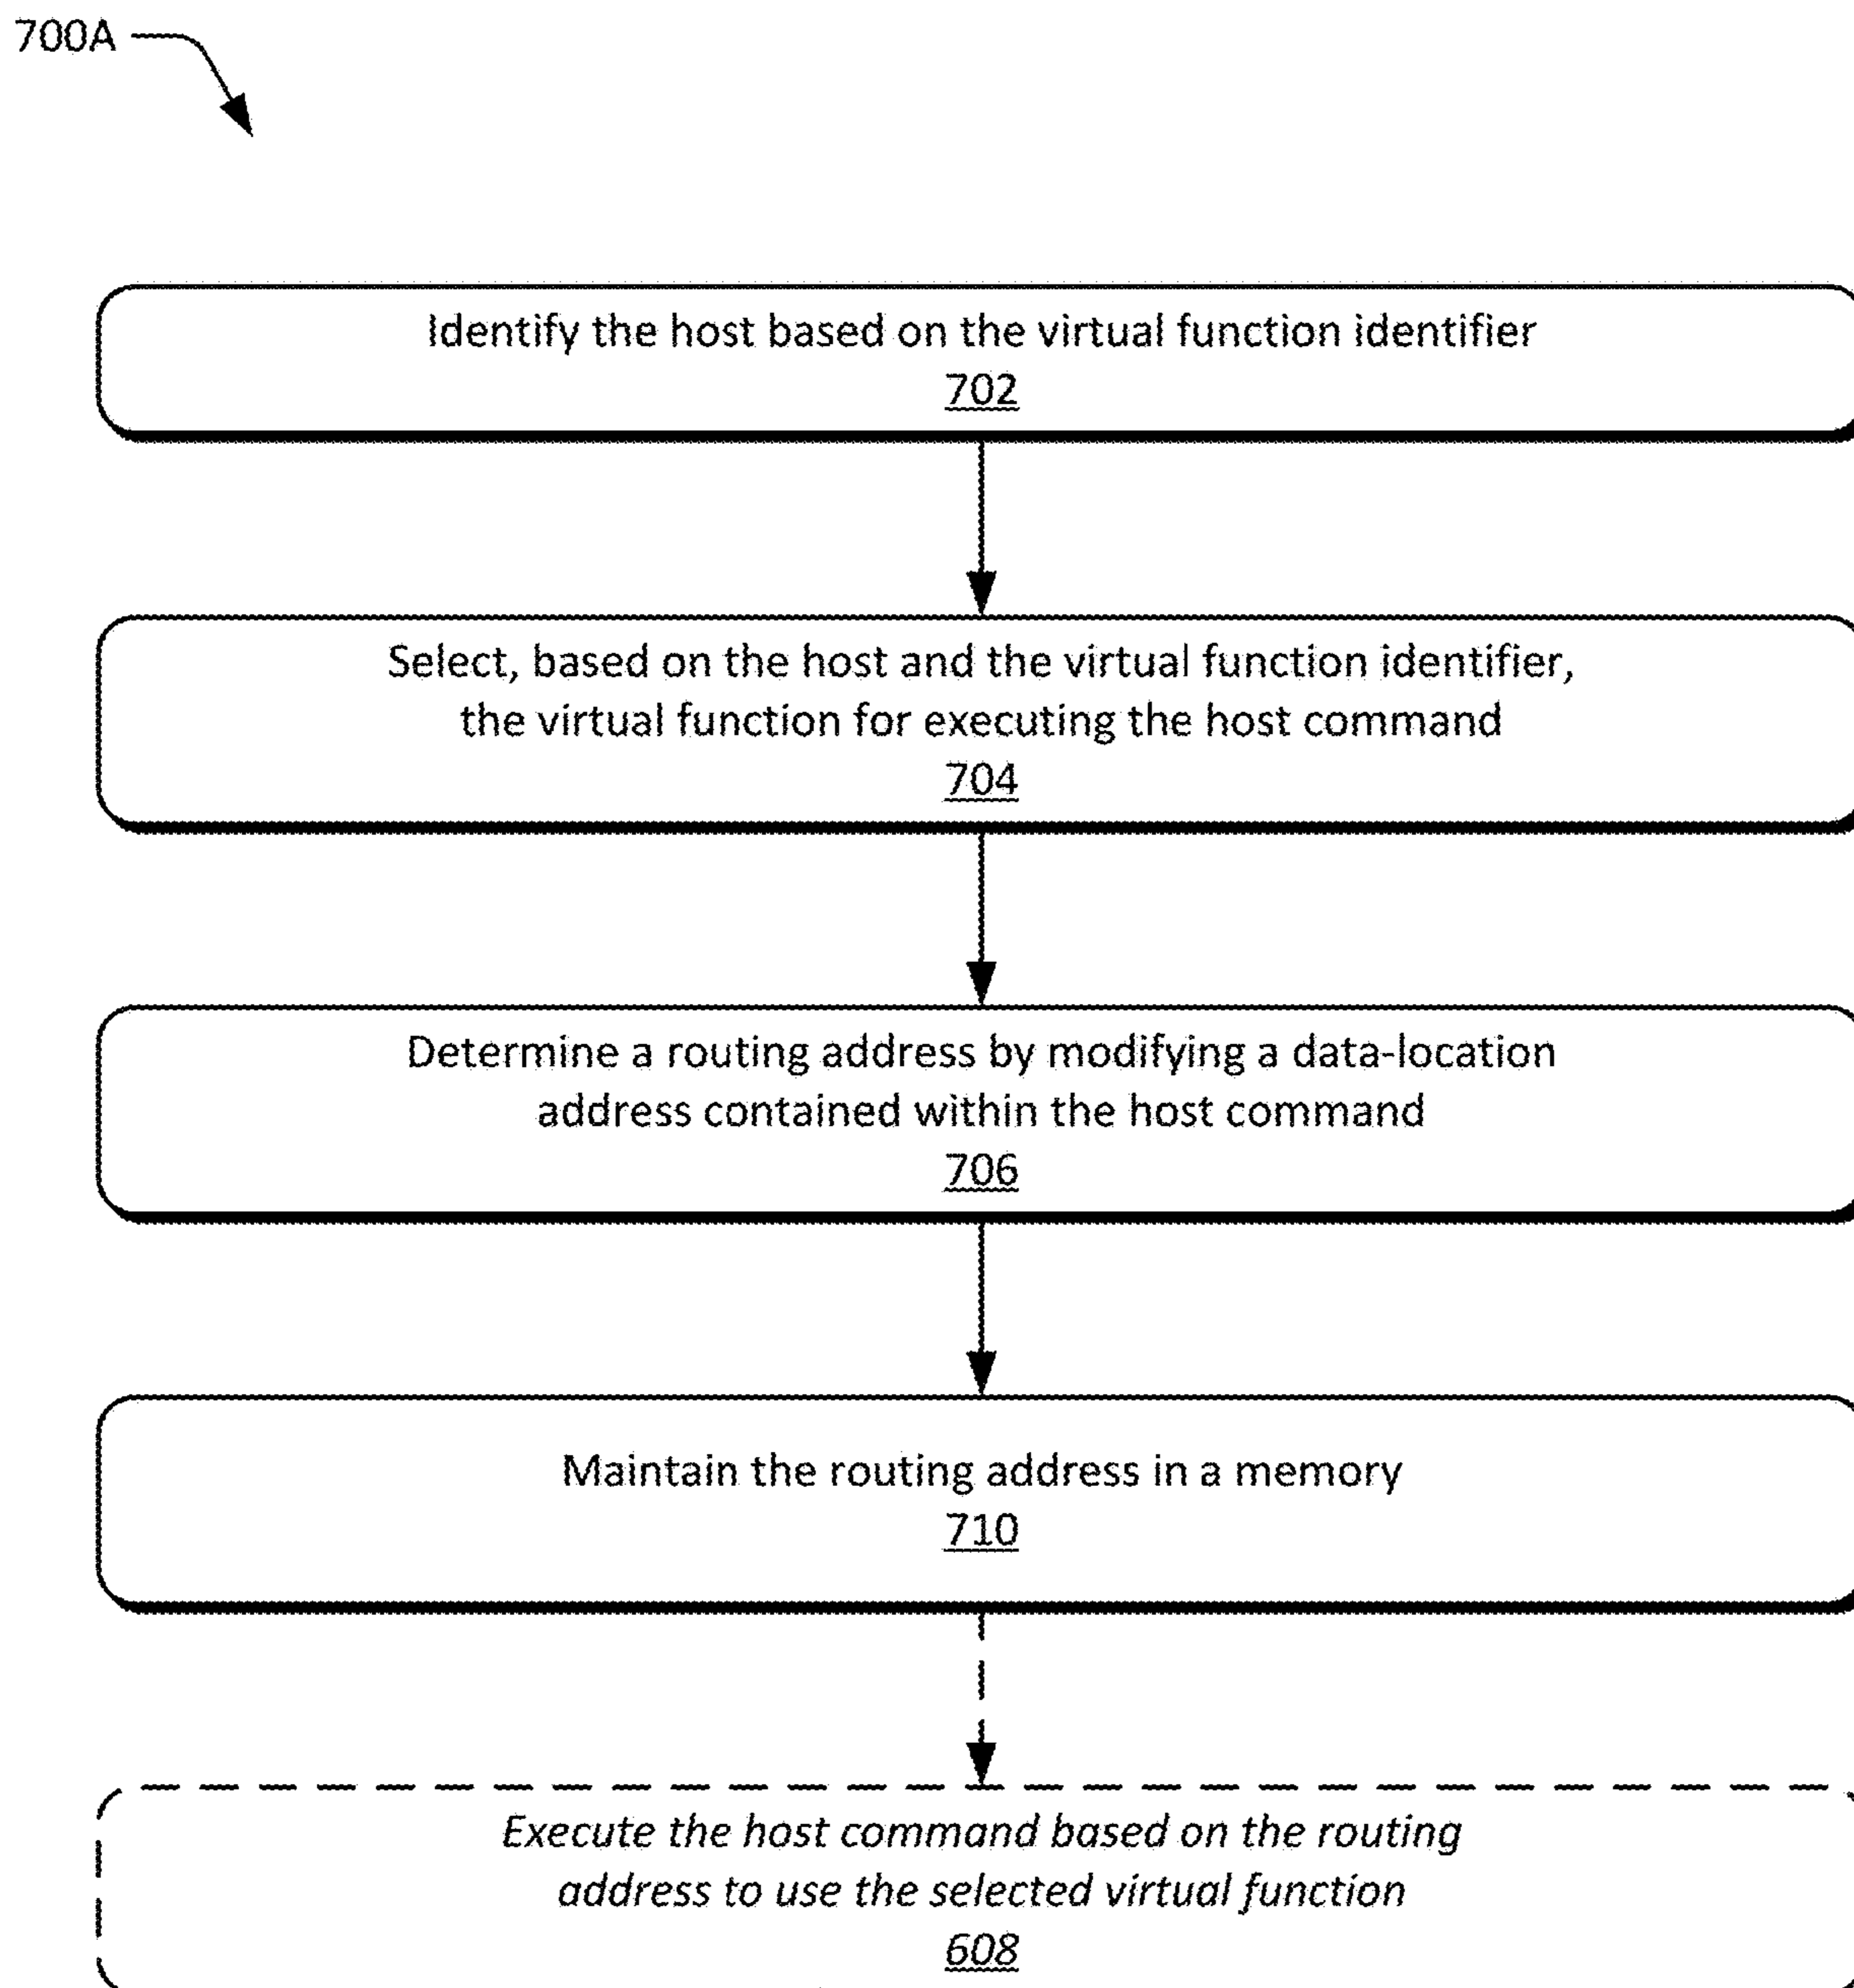 700A
Identify the host based on the virtual function identifier
702
Select, based on the host and the virtual function identifier,
the virtual function for executing the host command
704
Determine a routing address by modifying a data-location
address contained within the host command
706
Maintain the routing address in a memory
710
Execute the host command based on the routing
address to use the selected virtual function
608